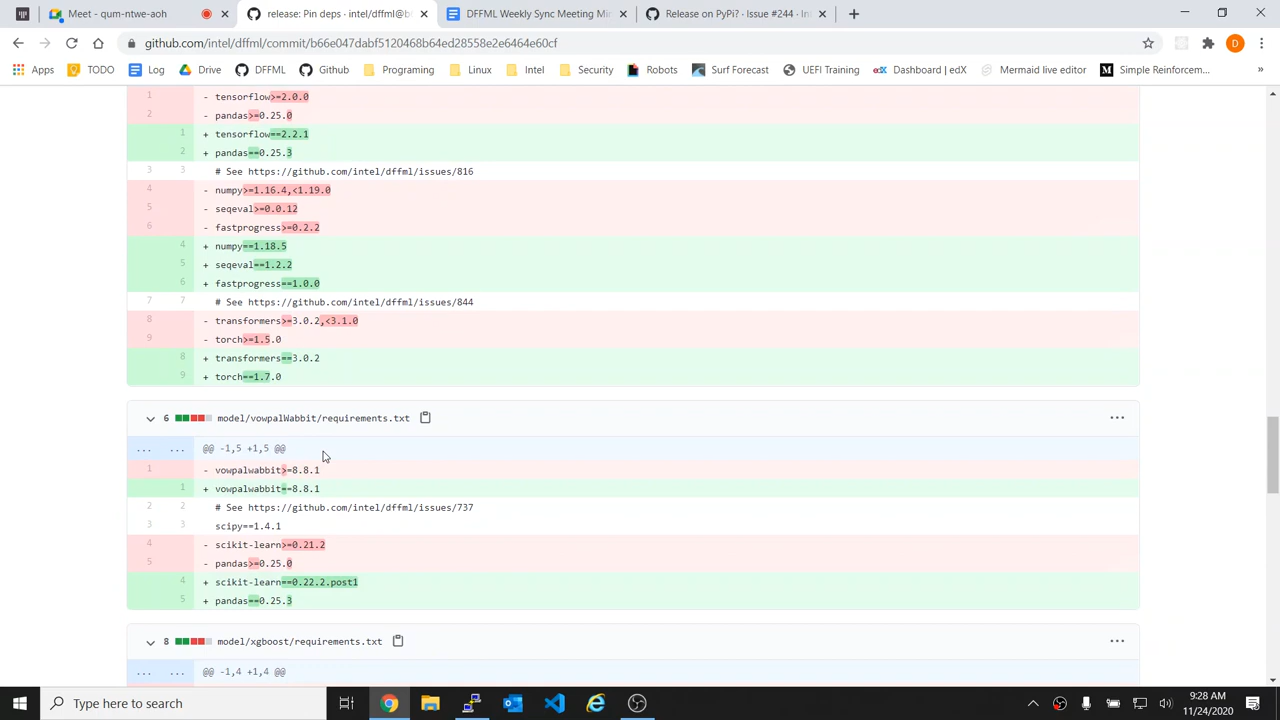 Meet - qum-ntwe-aoh
release: Pin deps · intel/dffml@b
DFFML Weekly Sync Meeting Mi
Release on PyPi? · Issue #244 · int
github.com/intel/dffml/commit/b66e047dabf5120468b64ed28558e2e6464e60cf
D
Apps
TODO
Log
Drive
DFFML
Github
Programing
Linux
Intel
Security
Robots
Surf Forecast
UEFI Training
Dashboard | edX
Mermaid live editor
Simple Reinforcem...
»
1 - tensorflow>=2.0.0
2 - pandas>=0.25.0
1 + tensorflow==2.2.1
2 + pandas==0.25.3
3 3 # See https://github.com/intel/dffml/issues/816
4 - numpy>=1.16.4,<1.19.0
5 - seqeval>=0.0.12
6 - fastprogress>=0.2.2
4 + numpy==1.18.5
5 + seqeval==1.2.2
6 + fastprogress==1.0.0
7 7 # See https://github.com/intel/dffml/issues/844
8 - transformers>=3.0.2,<3.1.0
9 - torch>=1.5.0
8 + transformers==3.0.2
9 + torch==1.7.0
6 model/vowpalWabbit/requirements.txt
... ... @@ -1,5 +1,5 @@
1 - vowpalwabbit>=8.8.1
1 + vowpalwabbit==8.8.1
2 2 # See https://github.com/intel/dffml/issues/737
3 3 scipy==1.4.1
4 - scikit-learn>=0.21.2
5 - pandas>=0.25.0
4 + scikit-learn==0.22.2.post1
5 + pandas==0.25.3
8 model/xgboost/requirements.txt
... ... @@ -1,4 +1,4 @@
Type here to search
9:28 AM
11/24/2020